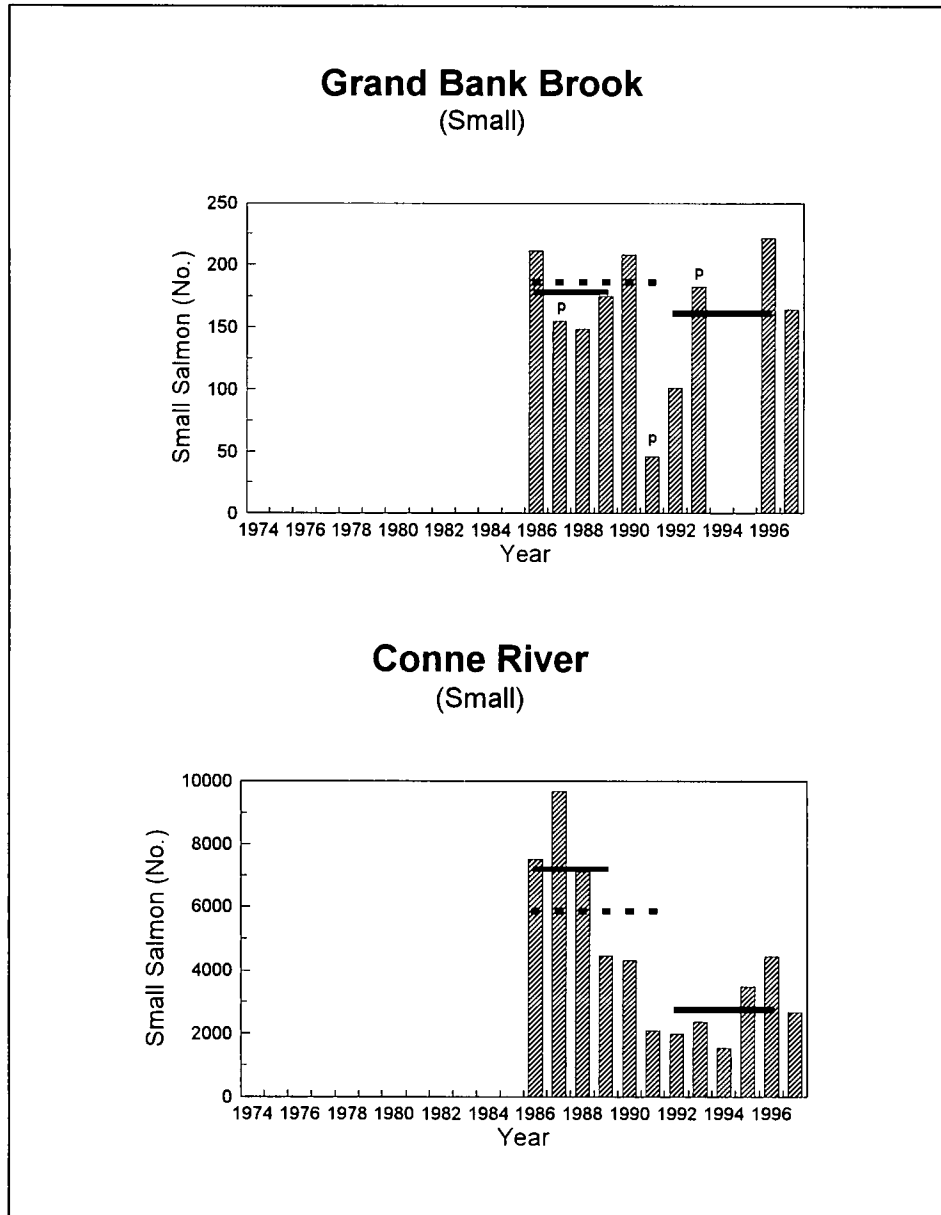 Grand Bank Brook
(Small)
250
200
150
100
50
0
Small Salmon (No.)
p
p
p
1974 1976 1978 1980 1982 1984 1986 1988 1990 1992 1994 1996
Year
Conne River
(Small)
10000
8000
6000
4000
2000
0
Small Salmon (No.)
1974 1976 1978 1980 1982 1984 1986 1988 1990 1992 1994 1996
Year